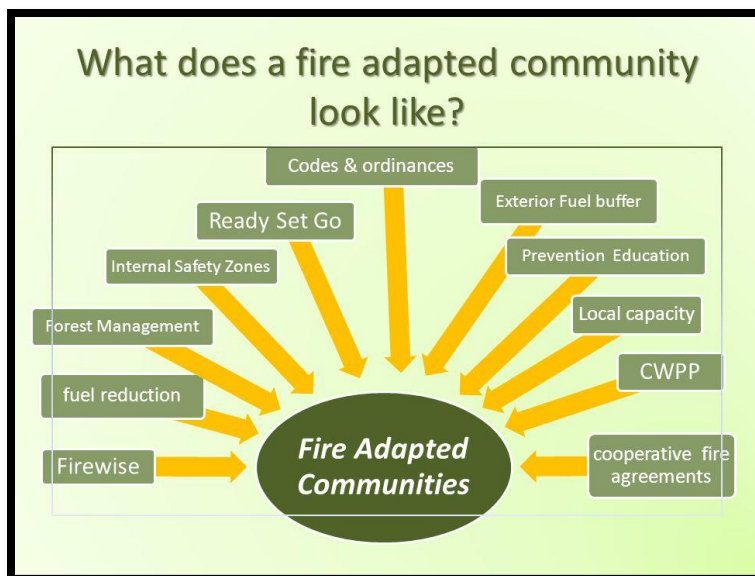 What does a fire adapted community
look like?
Codes & ordinances
Exterior Fuel buffer
Ready Set Go
Prevention Education
Internal Safety Zones
Local capacity
Forest Management
CWPP
fuel reduction
Firewise
cooperative fire
agreements
Fire Adapted
Communities